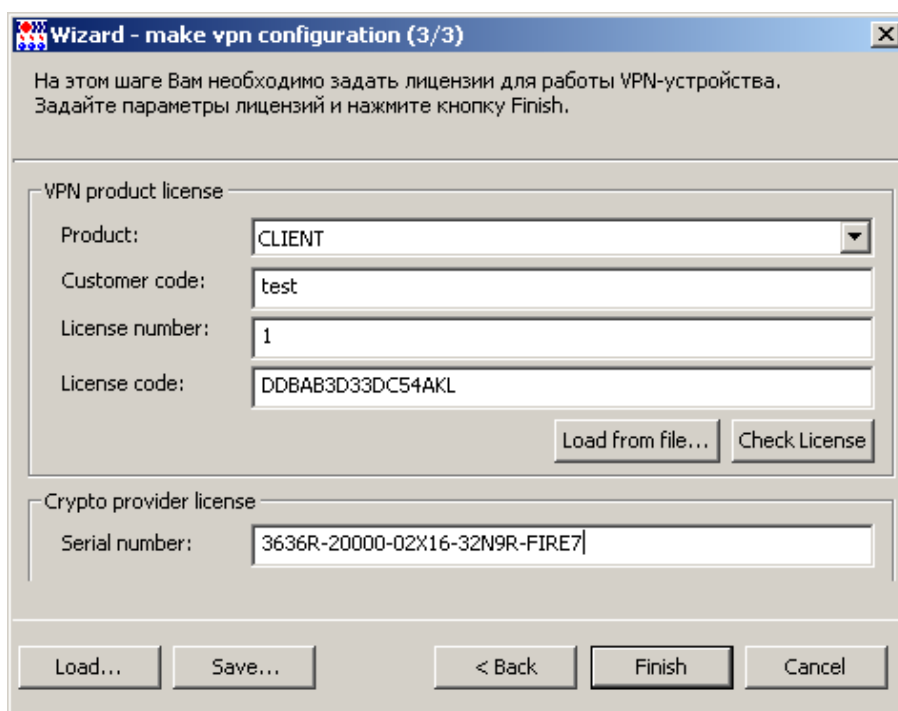 Wizard - make vpn configuration (3/3)
На этом шаге Вам необходимо задать лицензии для работы VPN-устройства.
Задайте параметры лицензий и нажмите кнопку Finish.
VPN product license
Product: CLIENT
Customer code: test
License number: 1
License code: DDBAB3D33DC54AKL
Load from file... Check License
Crypto provider license
Serial number: 3636R-20000-02X16-32N9R-FIRE7
Load... Save... < Back Finish Cancel